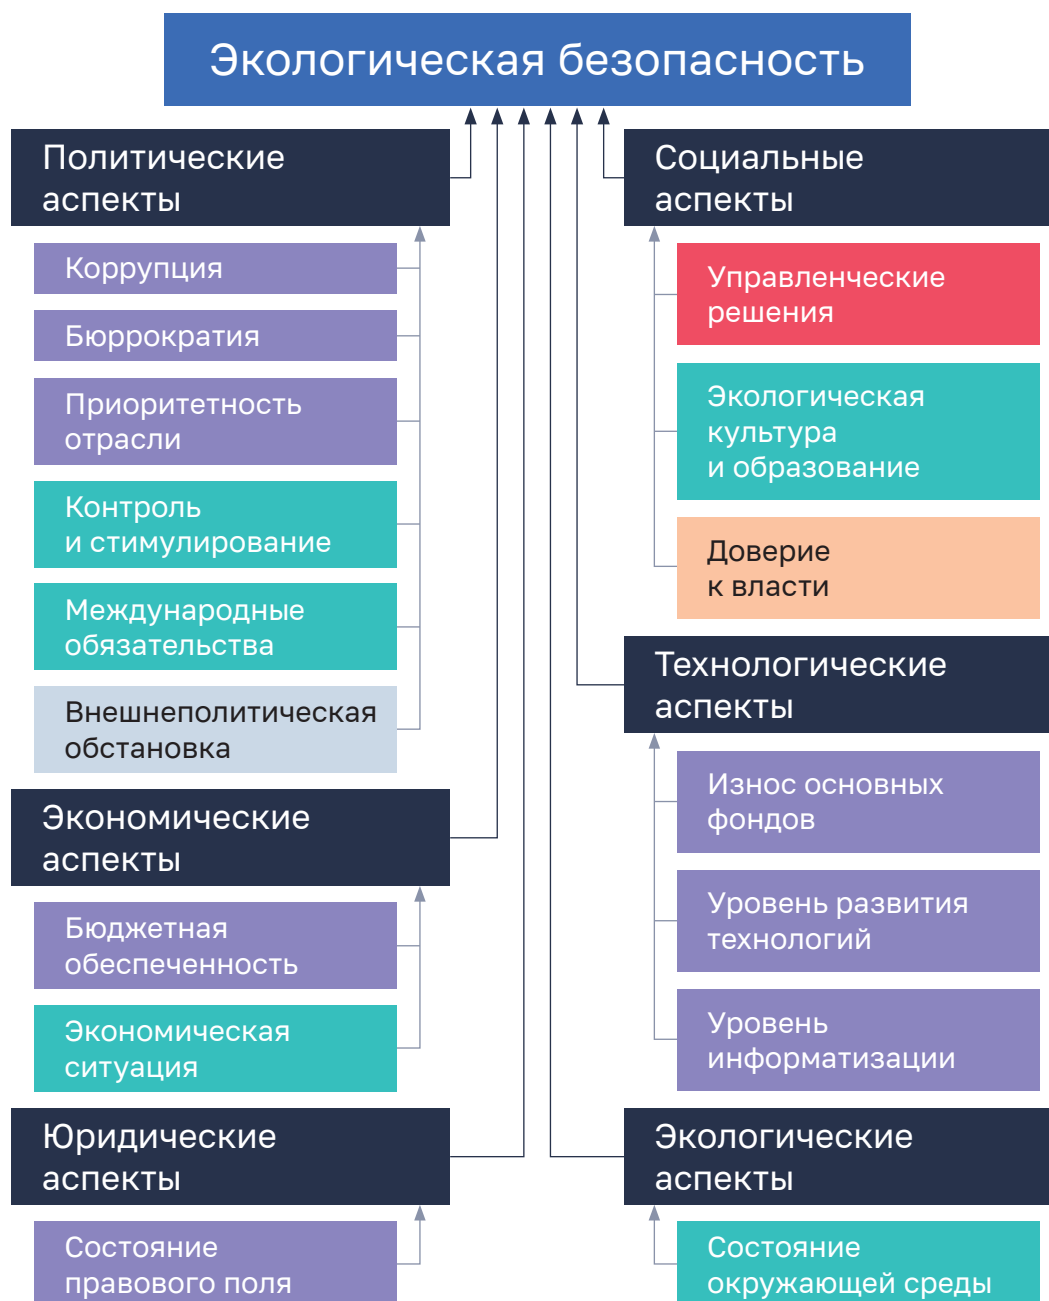 Экологическая безопасность
Политические
аспекты
Коррупция
Бюррократия
Приоритетность
отрасли
Контроль
и стимулирование
Международные
обязательства
Внешнеполитическая
обстановка
Экономические
аспекты
Бюджетная
обеспеченность
Экономическая
ситуация
Юридические
аспекты
Состояние
правового поля
Социальные
аспекты
Управленческие
решения
Экологическая
культура
и образование
Доверие
к власти
Технологические
аспекты
Износ основных
фондов
Уровень развития
технологий
Уровень
информатизации
Экологические
аспекты
Состояние
окружающей среды